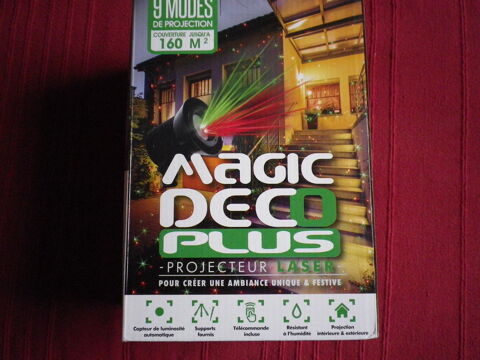 9 MODES
DE PROJECTION
COUVERTURE JUSQU'À
160 M²
MAGIC
DECO
PLUS
-PROJECTEUR LASER-
POUR CRÉER UNE AMBIANCE UNIQUE & FESTIVE
Capteur de luminosité
automatique
Supports
fournis
Télécommande
incluse
Résistant
à l'humidité
Projection
intérieure & extérieure